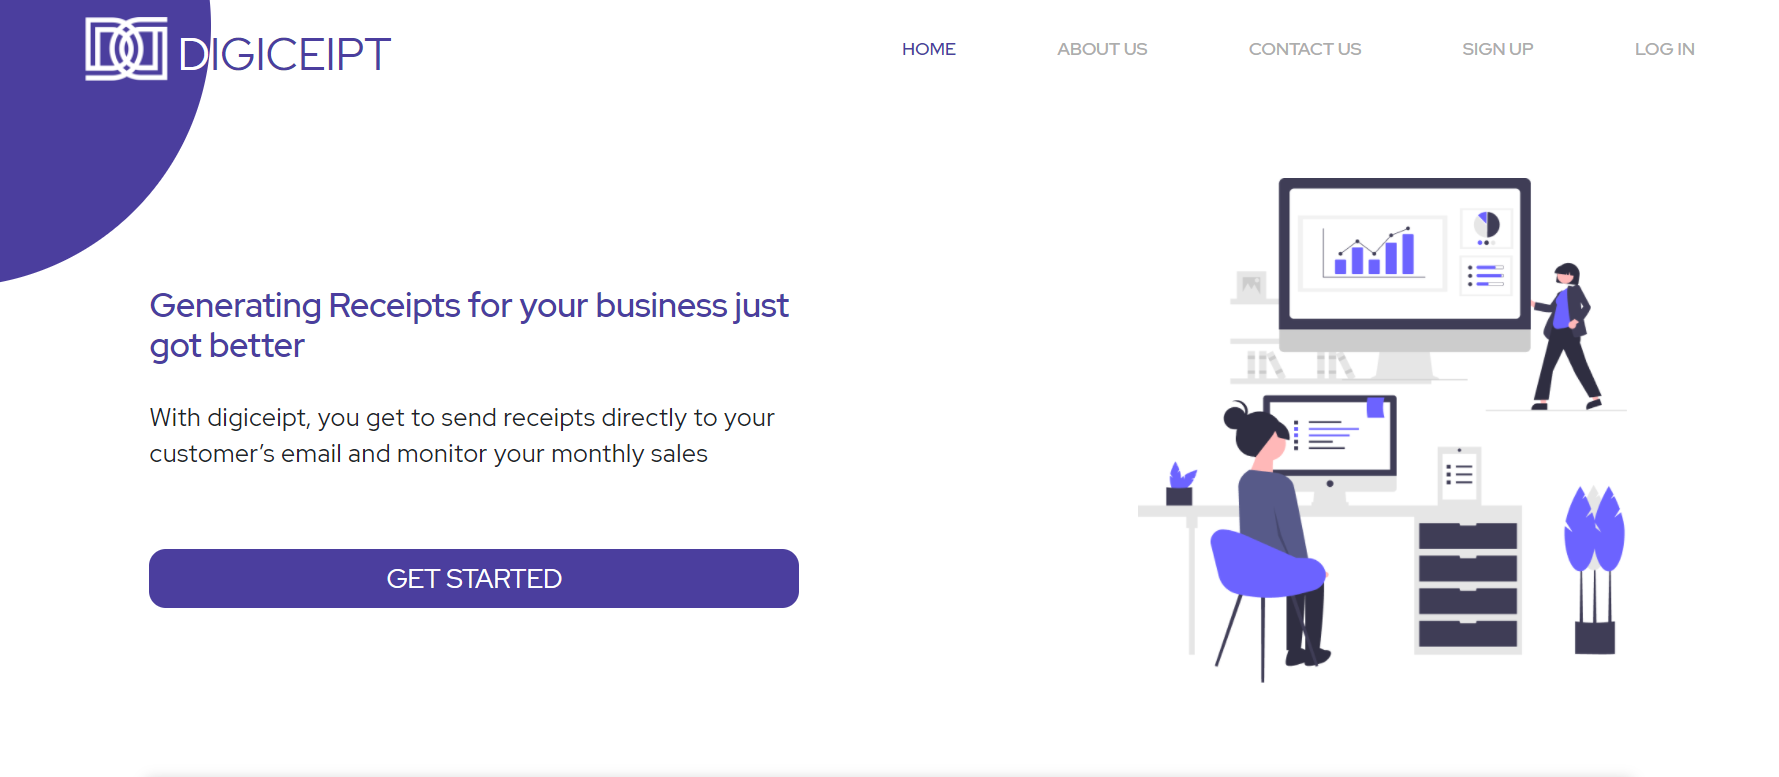 DIGICEIPT
HOME
ABOUT US
CONTACT US
SIGN UP
LOG IN
Generating Receipts for your business just
got better
With digiceipt, you get to send receipts directly to your
customer’s email and monitor your monthly sales
GET STARTED